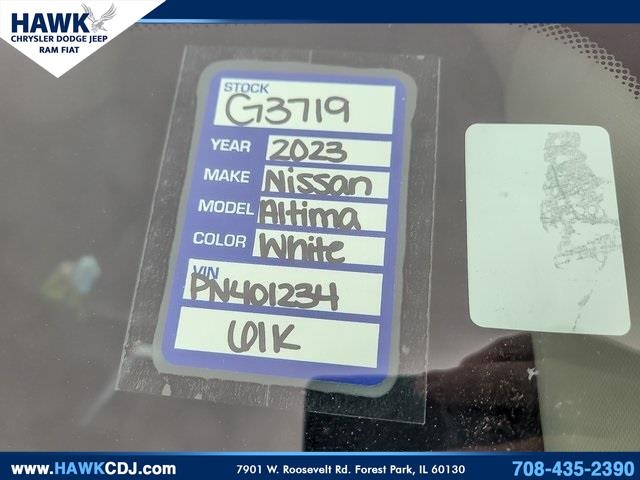 HAWK
CHRYSLER DODGE JEEP
RAM FIAT
STOCK
G3719
YEAR 2023
MAKE Nissan
MODEL Altima
COLOR White
VIN
PN401234
61K
www.HAWKCDJ.com
7901 W. Roosevelt Rd. Forest Park, IL 60130
708-435-2390